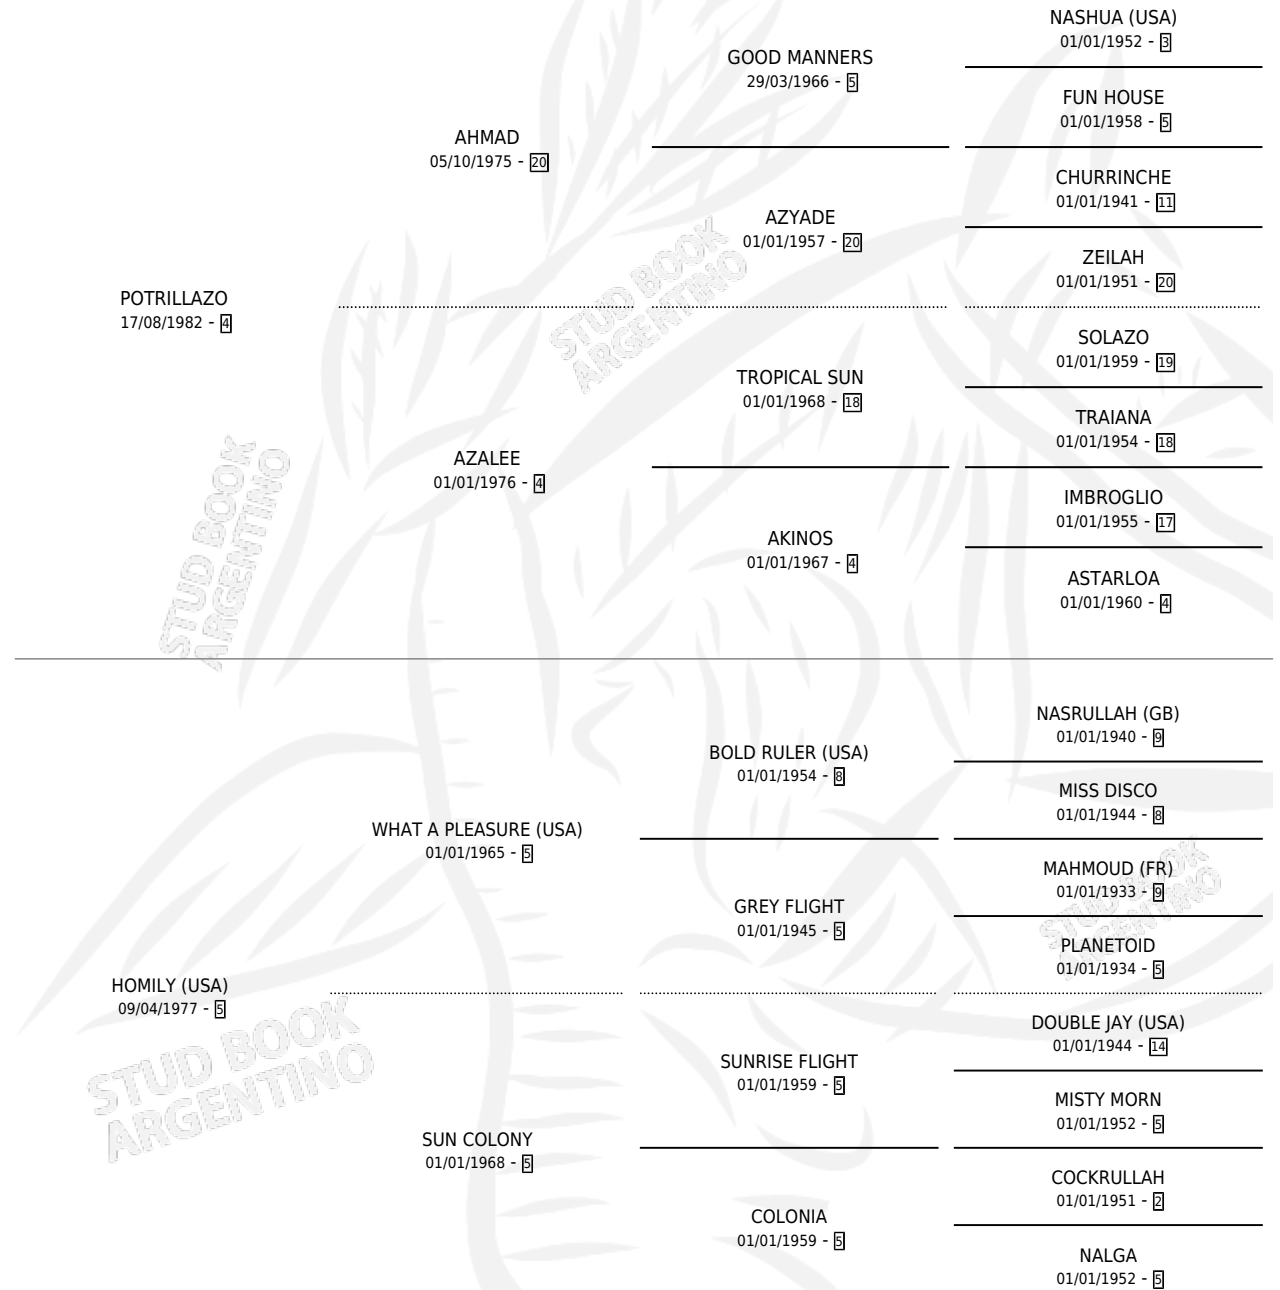 NASHUA (USA)
01/01/1952 - 3
GOOD MANNERS
29/03/1966 - 5
FUN HOUSE
01/01/1958 - 5
AHMAD
05/10/1975 - 20
CHURRINCHE
01/01/1941 - 11
AZYADE
01/01/1957 - 20
ZEILAH
01/01/1951 - 20
POTRILLAZO
17/08/1982 - 4
SOLAZO
01/01/1959 - 19
TROPICAL SUN
01/01/1968 - 18
TRAIANA
01/01/1954 - 18
AZALEE
01/01/1976 - 4
IMBROGLIO
01/01/1955 - 17
AKINOS
01/01/1967 - 4
ASTARLOA
01/01/1960 - 4
NASRULLAH (GB)
01/01/1940 - 9
BOLD RULER (USA)
01/01/1954 - 8
MISS DISCO
01/01/1944 - 8
WHAT A PLEASURE (USA)
01/01/1965 - 5
MAHMOUD (FR)
01/01/1933 - 9
GREY FLIGHT
01/01/1945 - 5
PLANETOID
01/01/1934 - 5
HOMILY (USA)
09/04/1977 - 5
DOUBLE JAY (USA)
01/01/1944 - 14
SUNRISE FLIGHT
01/01/1959 - 5
MISTY MORN
01/01/1952 - 5
SUN COLONY
01/01/1968 - 5
COCKRULLAH
01/01/1951 - 2
COLONIA
01/01/1959 - 5
NALGA
01/01/1952 - 5
STUD BOOK
ARGENTINO
STUD BOOK
ARGENTINO
STUD BOOK
ARGENTINO
STUD BOOK
ARGENTINO